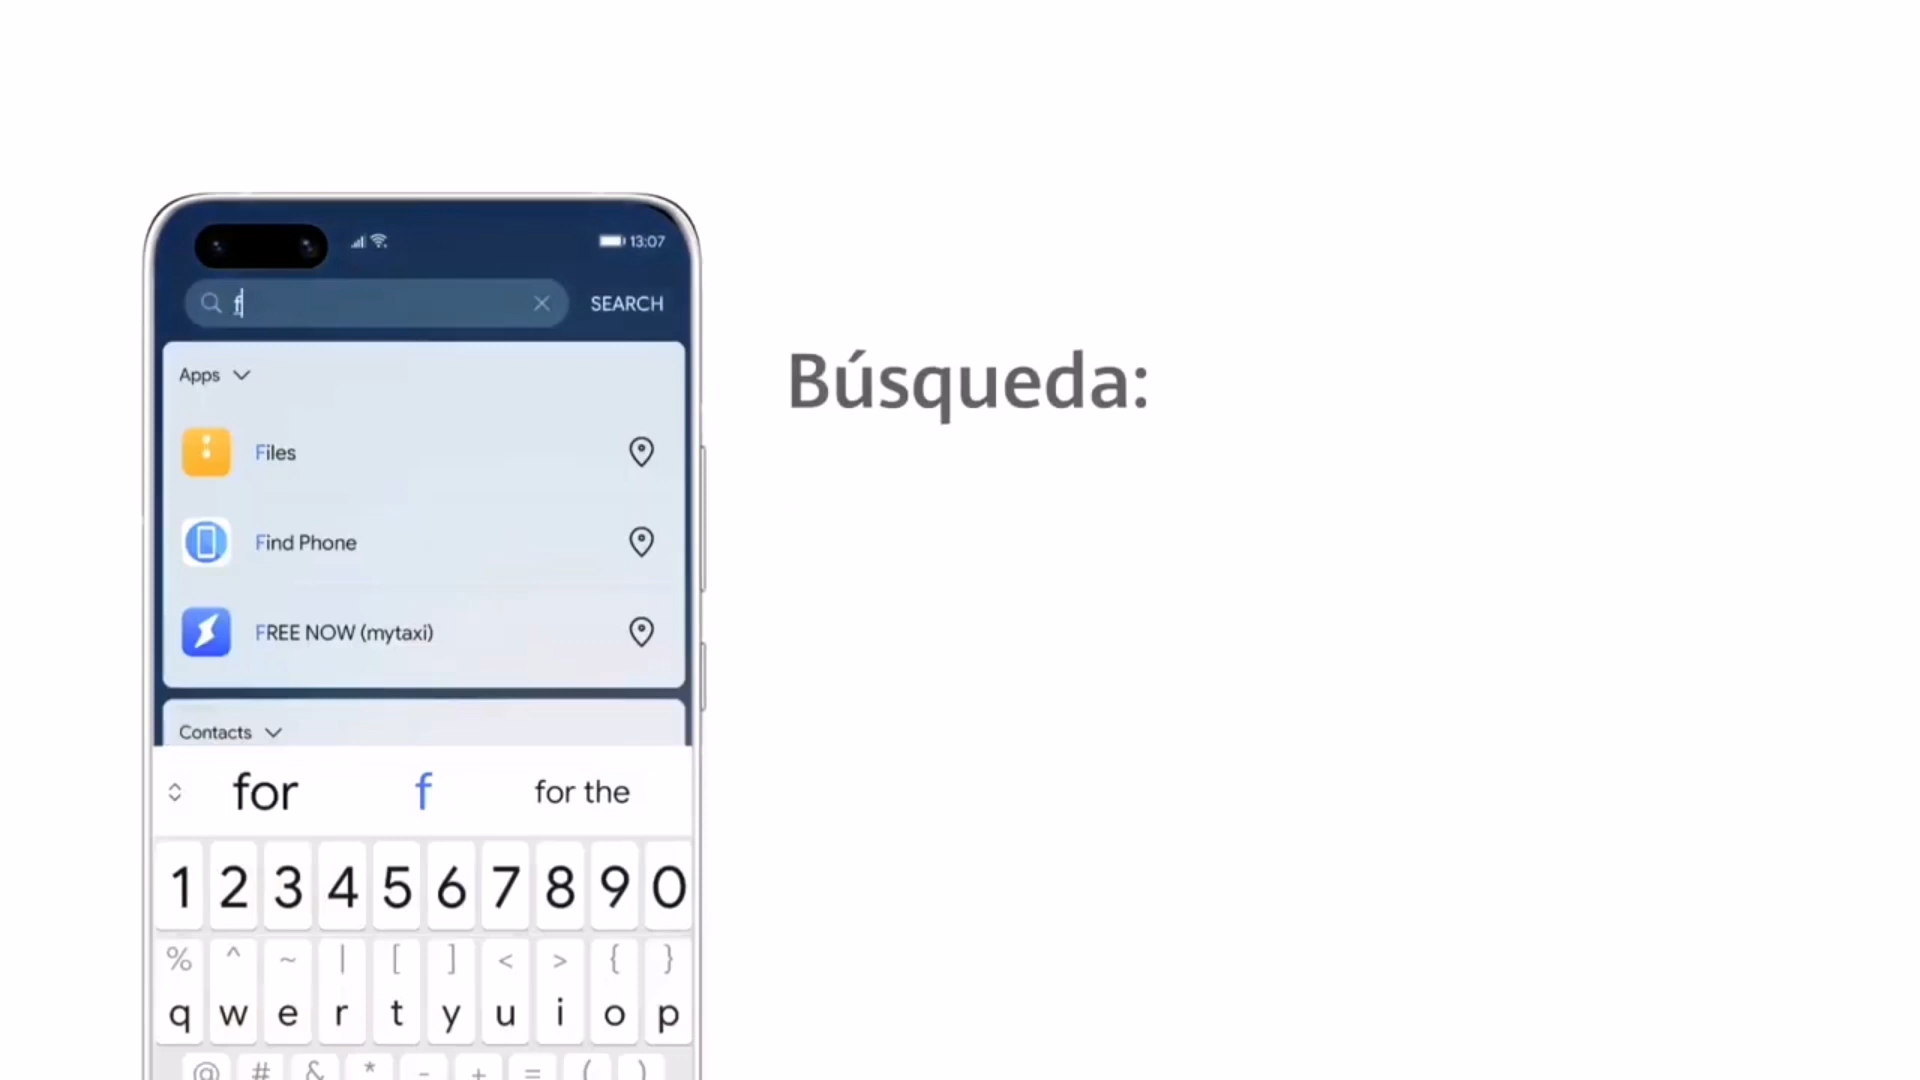 13:07
f
SEARCH
Búsqueda:
Apps
Files
Find Phone
FREE NOW (mytaxi)
Contacts
for f for the
1 2 3 4 5 6 7 8 9 0
% ^ ~ | [ ] < > { }
q w e r t y u i o p
@ # & * - + = ( )